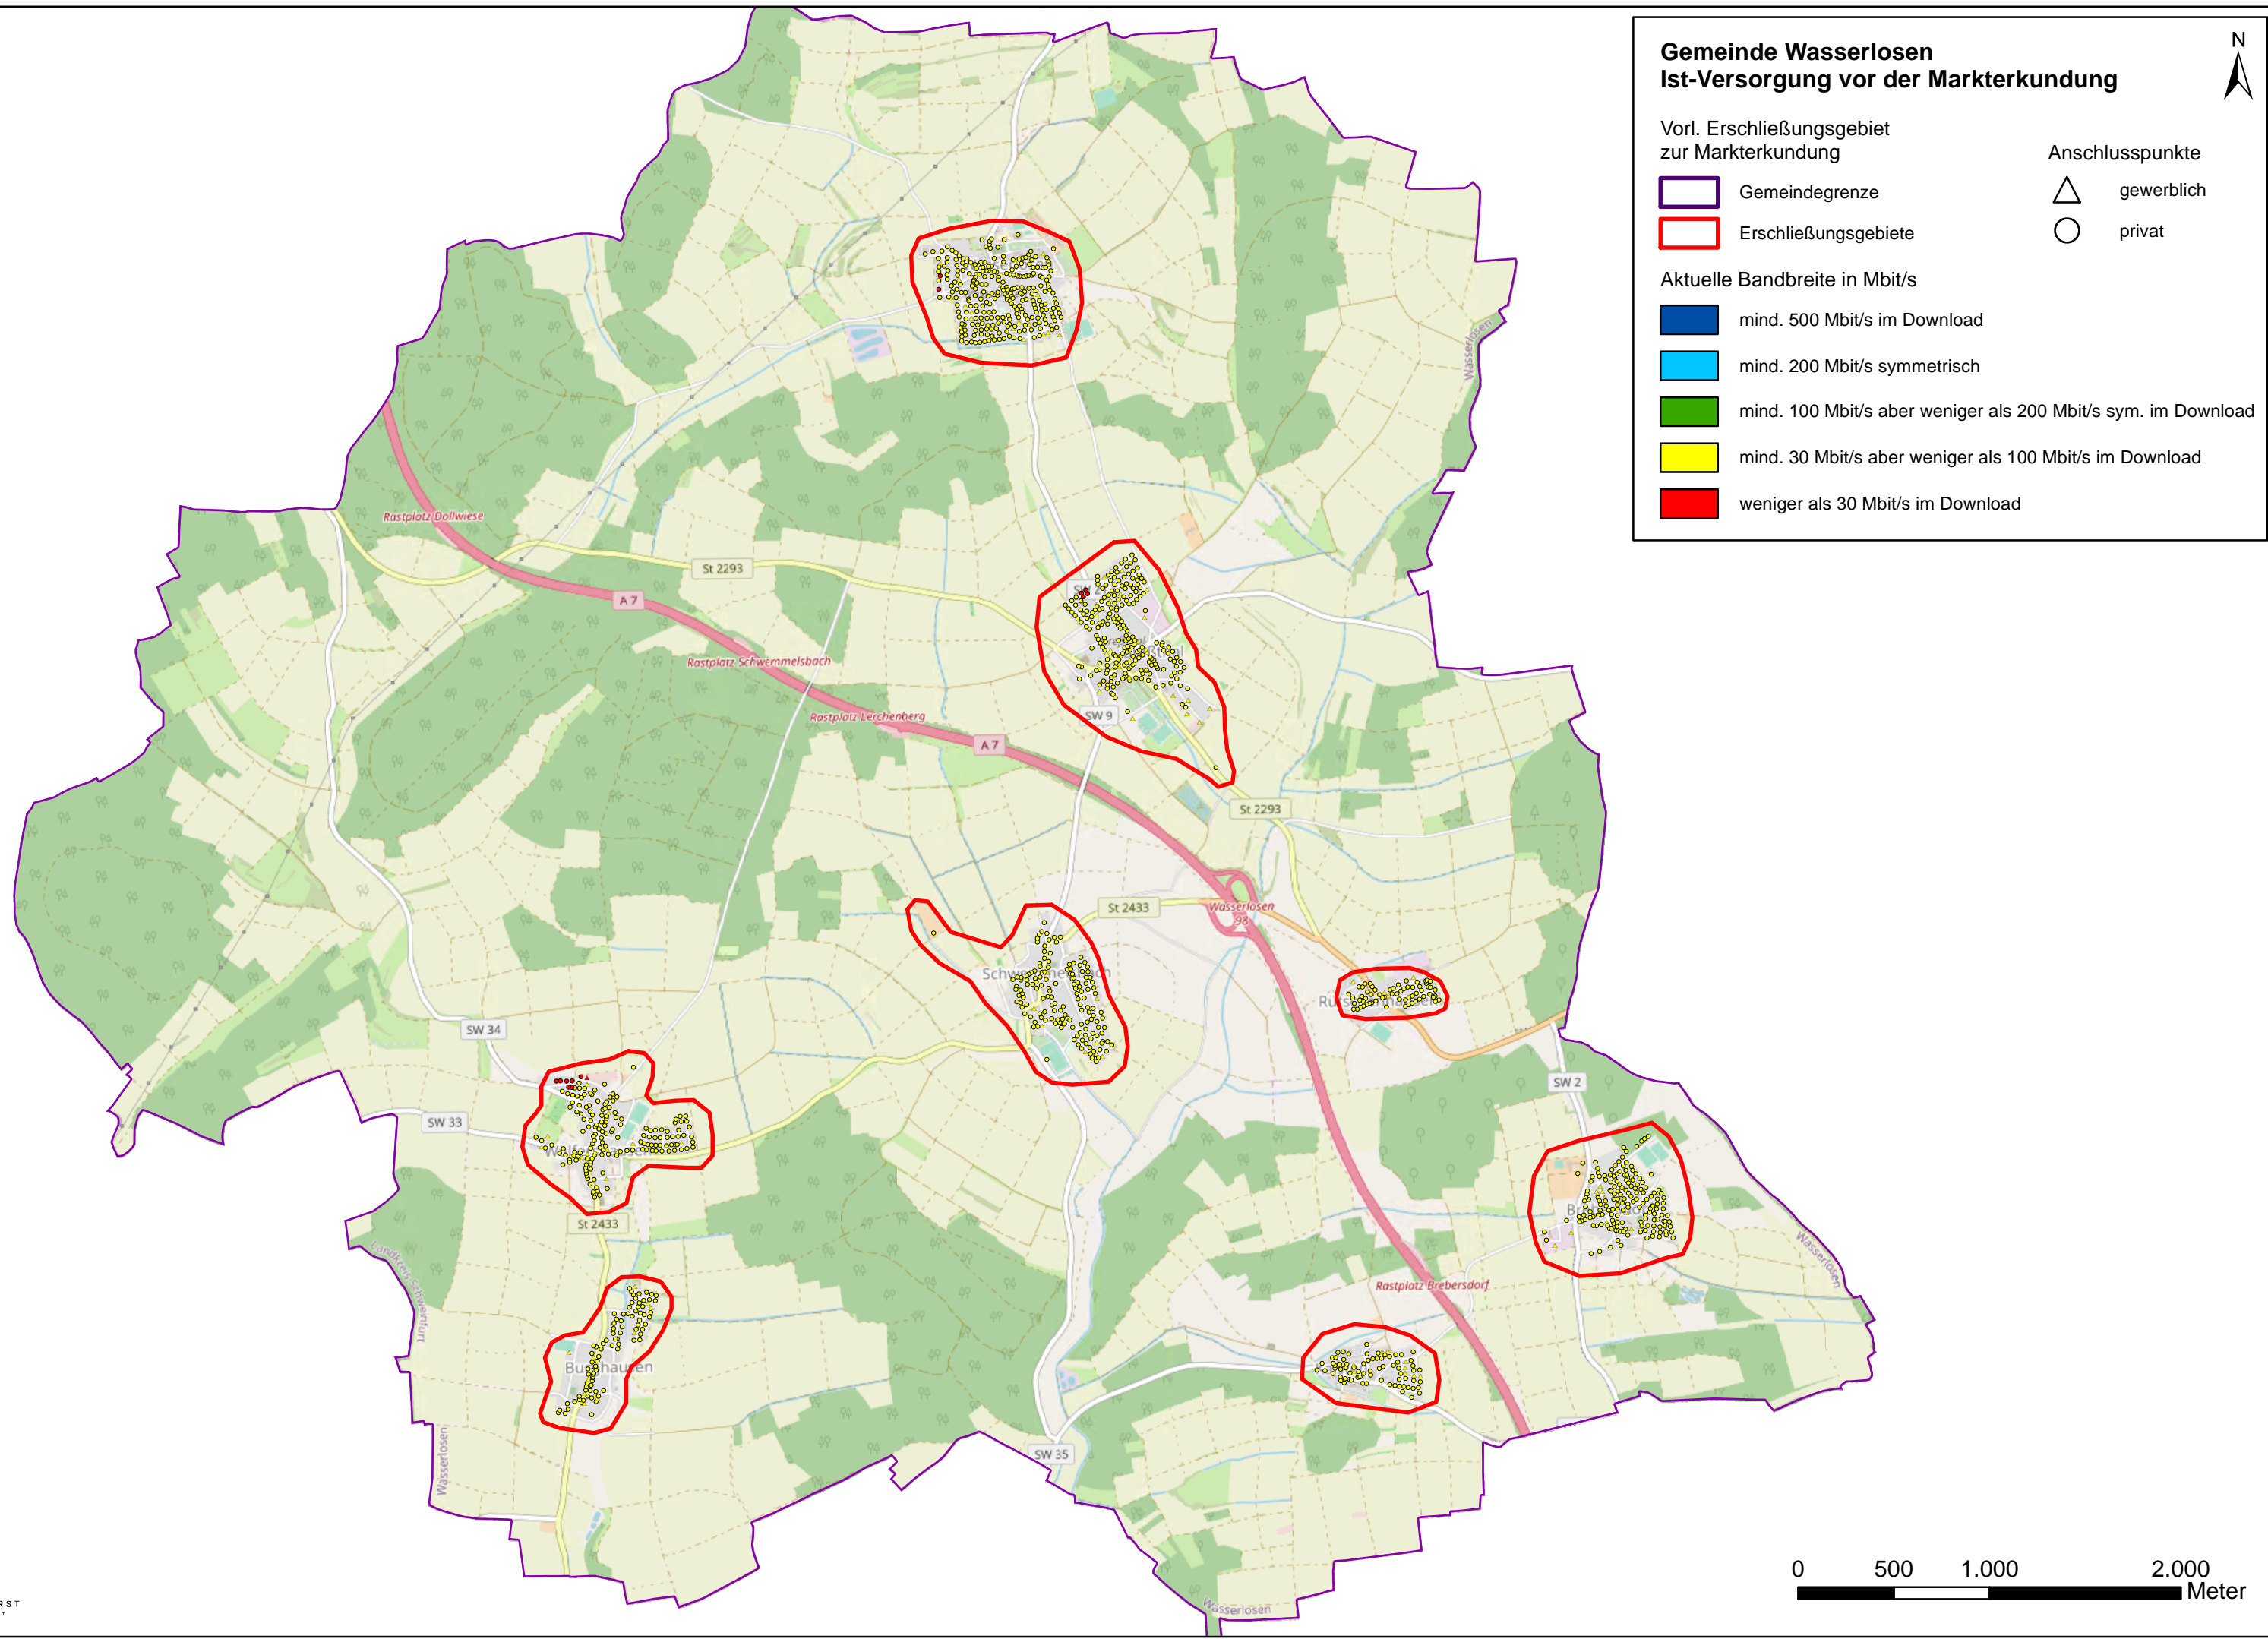 Gemeinde Wasserlosen
Ist-Versorgung vor der Markterkundung
N
Vorl. Erschließungsgebiet
zur Markterkundung
Gemeindegrenze
Erschließungsgebiete
Anschlusspunkte
gewerblich
privat
Aktuelle Bandbreite in Mbit/s
mind. 500 Mbit/s im Download
mind. 200 Mbit/s symmetrisch
mind. 100 Mbit/s aber weniger als 200 Mbit/s sym. im Download
mind. 30 Mbit/s aber weniger als 100 Mbit/s im Download
weniger als 30 Mbit/s im Download
Wasserlosen
Rastplatz Dollwiese
St 2293
A 7
Rastplatz Schwemmelsbach
Rastplatz Lerchenberg
SW 9
A 7
St 2293
St 2433
Wasserlosen
98
SW 34
SW 2
SW 33
St 2433
Landkreis Schweinfurt
Wasserlosen
Rastplatz Brebersdorf
Wasserlosen
SW 35
Wasserlosen
0 500 1.000 2.000
Meter